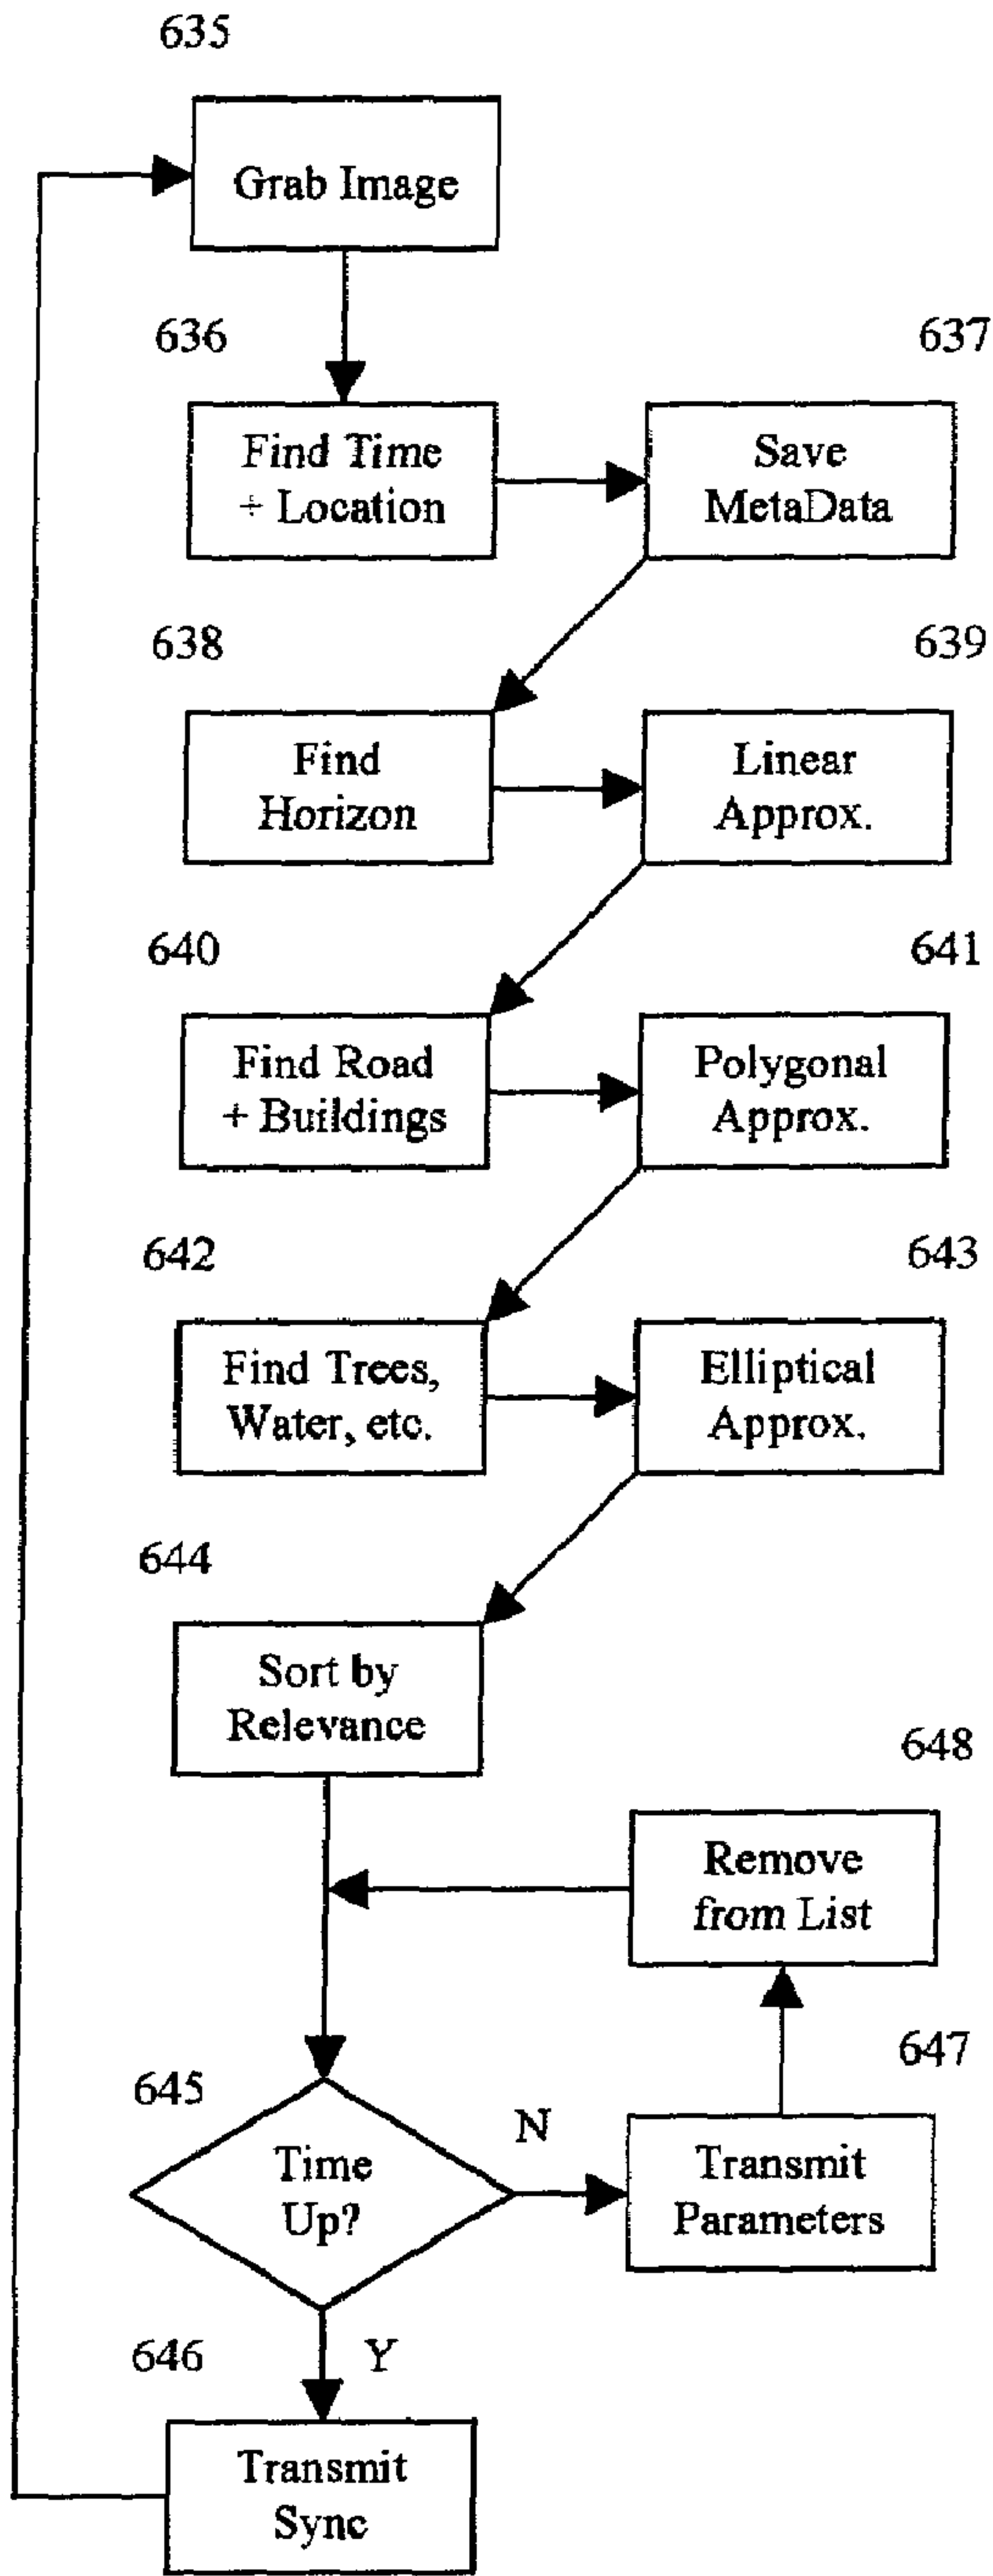 635
Grab Image
636
637
Find Time
+ Location
Save
MetaData
638
639
Find
Horizon
Linear
Approx.
640
641
Find Road
+ Buildings
Polygonal
Approx.
642
643
Find Trees,
Water, etc.
Elliptical
Approx.
644
Sort by
Relevance
648
Remove
from List
647
645
N
Time
Up?
Transmit
Parameters
646
Y
Transmit
Sync